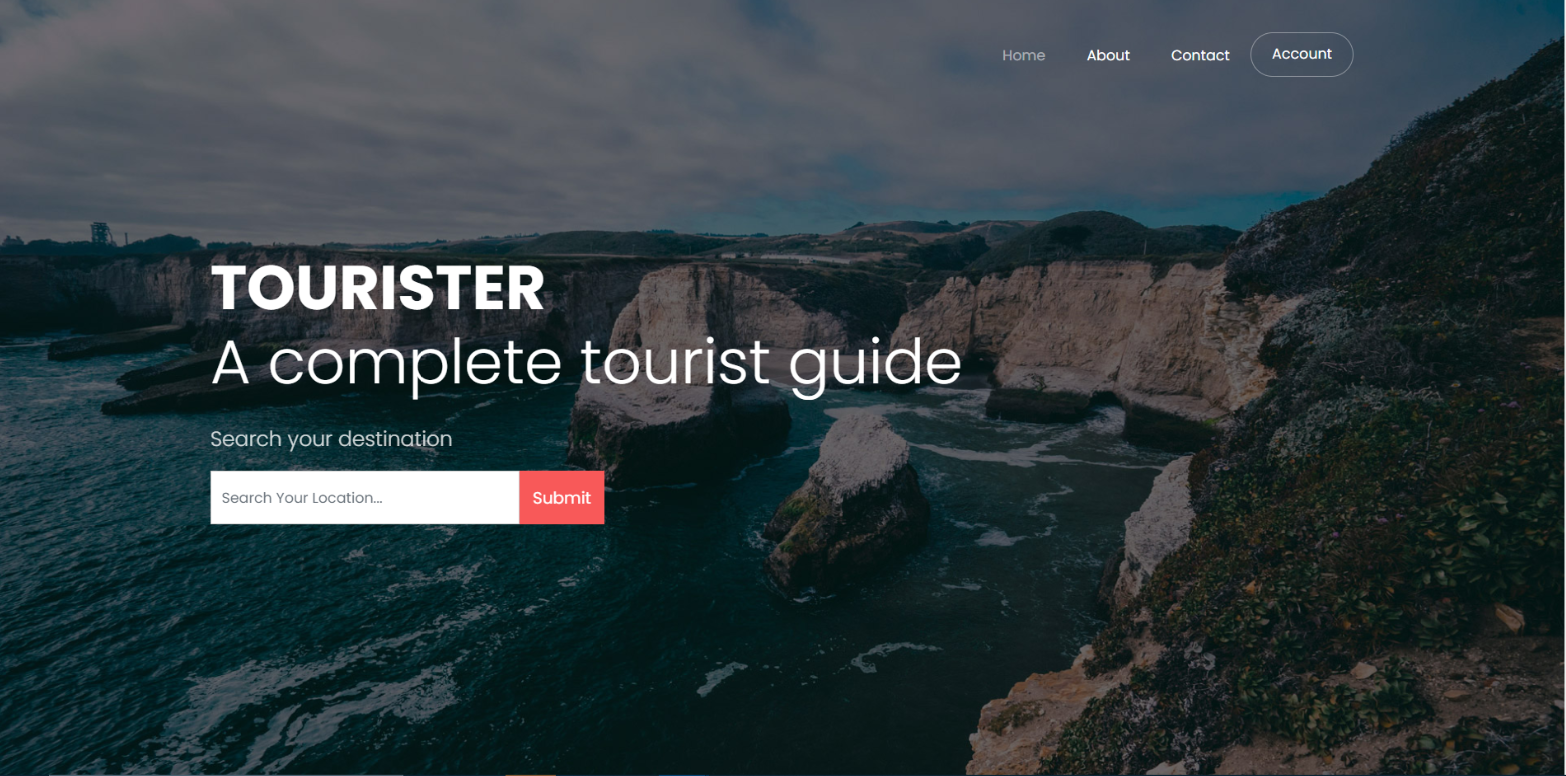 Home About Contact Account
TOURISTER
A complete tourist guide
Search your destination
Search Your Location... Submit